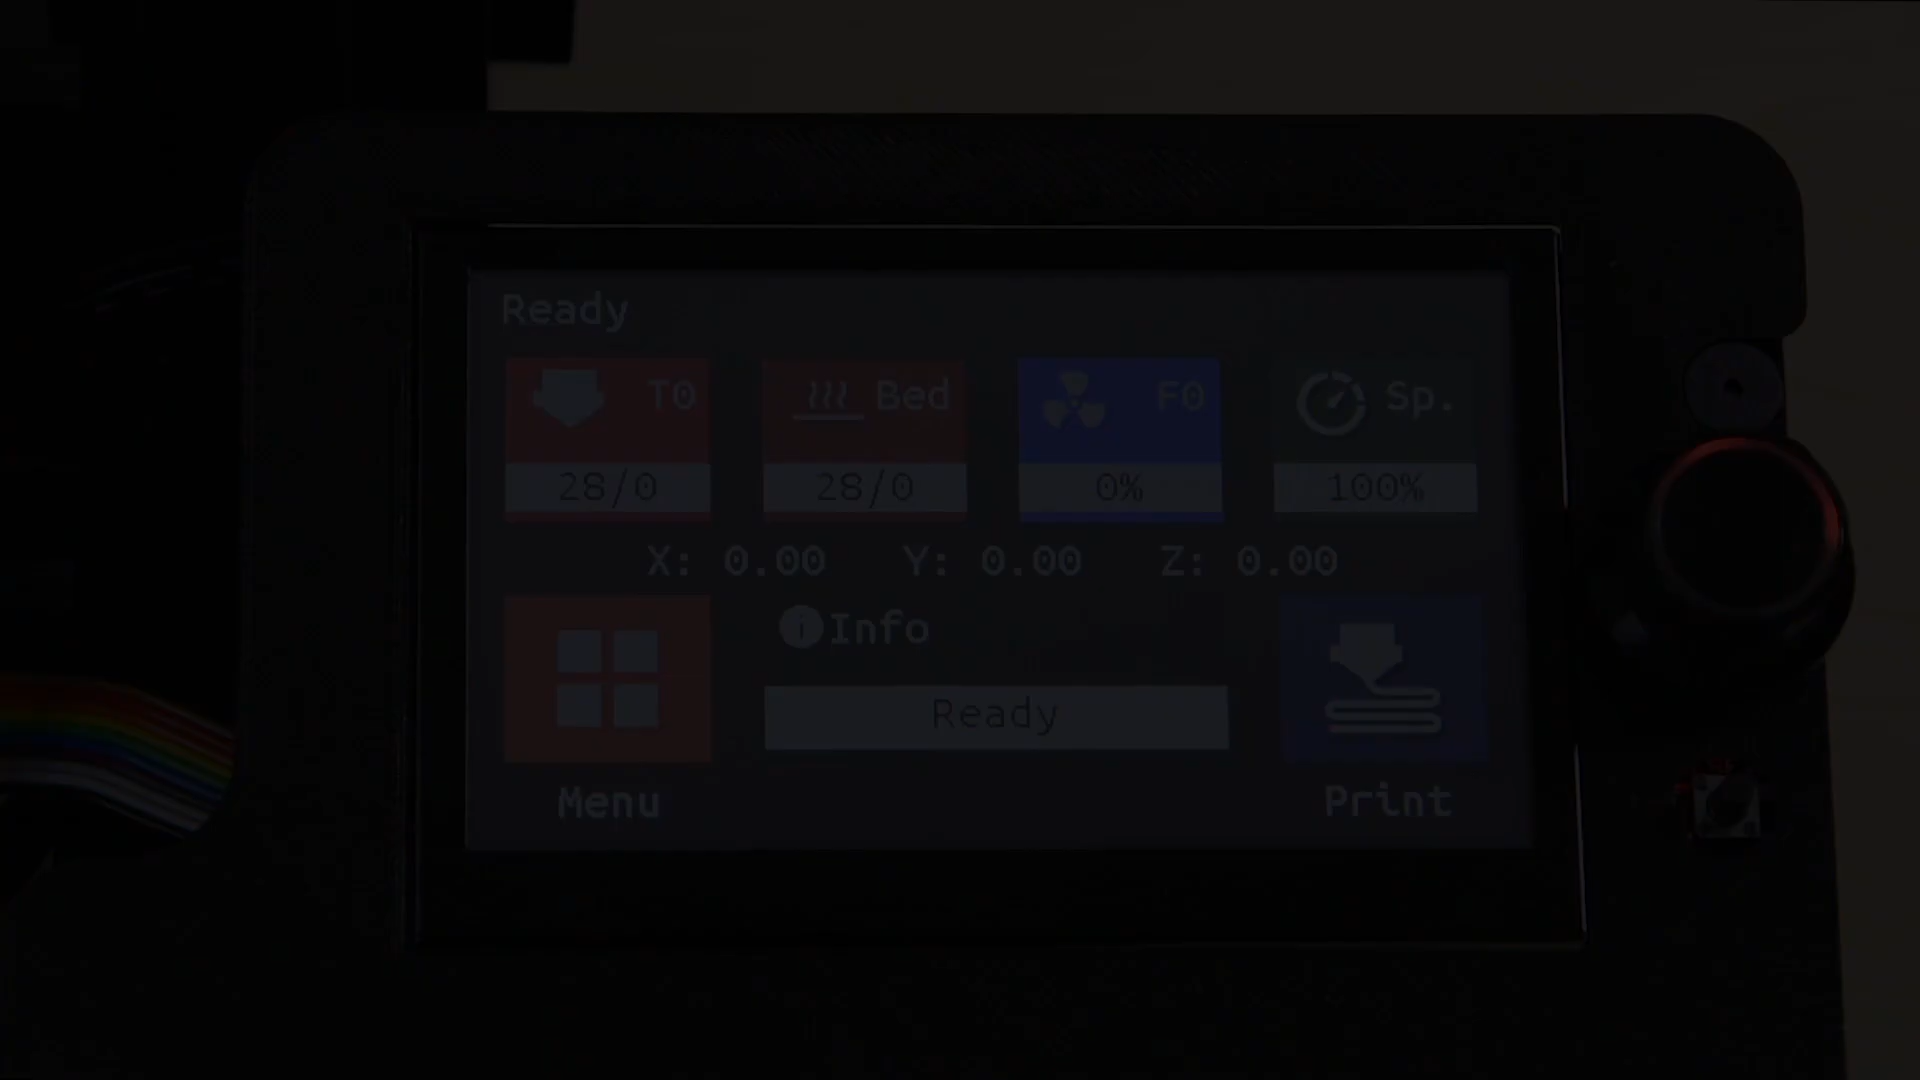 Ready
T0 Bed F0 Sp.
28/0 28/0 0% 100%
X: 0.00 Y: 0.00 Z: 0.00
Info
Ready
Menu Print